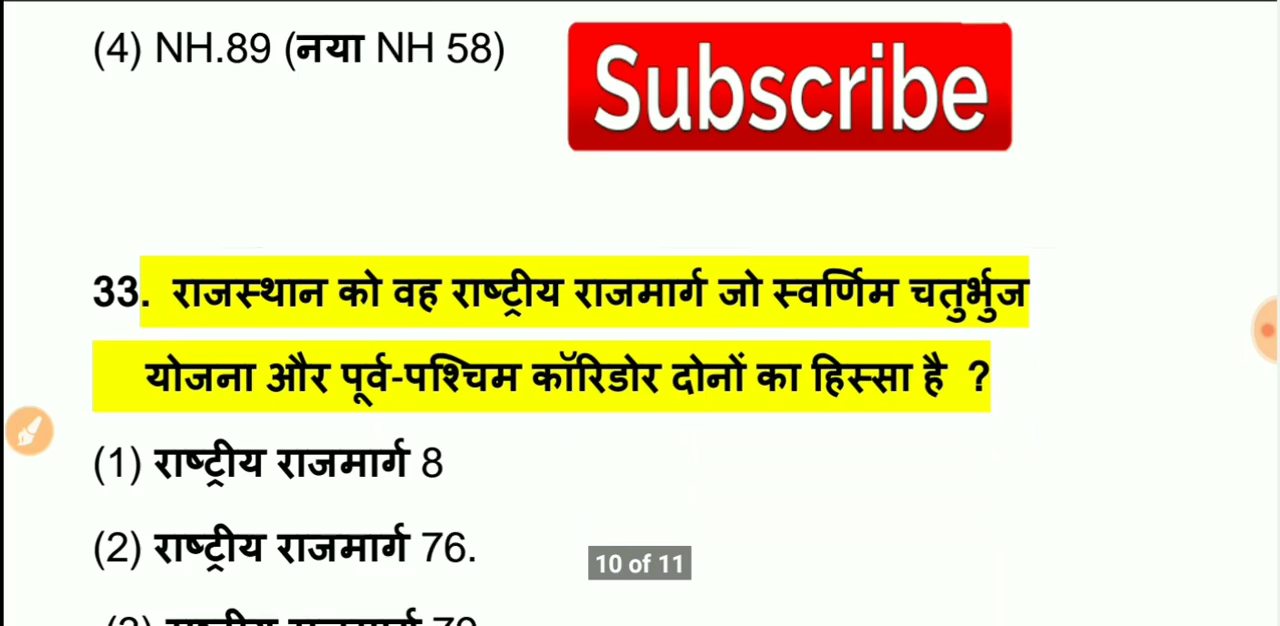 (4) NH.89 (नया NH 58)
Subscribe
33. राजस्थान को वह राष्ट्रीय राजमार्ग जो स्वर्णिम चतुर्भुज
योजना और पूर्व-पश्चिम कॉरिडोर दोनों का हिस्सा है ?
(1) राष्ट्रीय राजमार्ग 8
(2) राष्ट्रीय राजमार्ग 76.
10 of 11